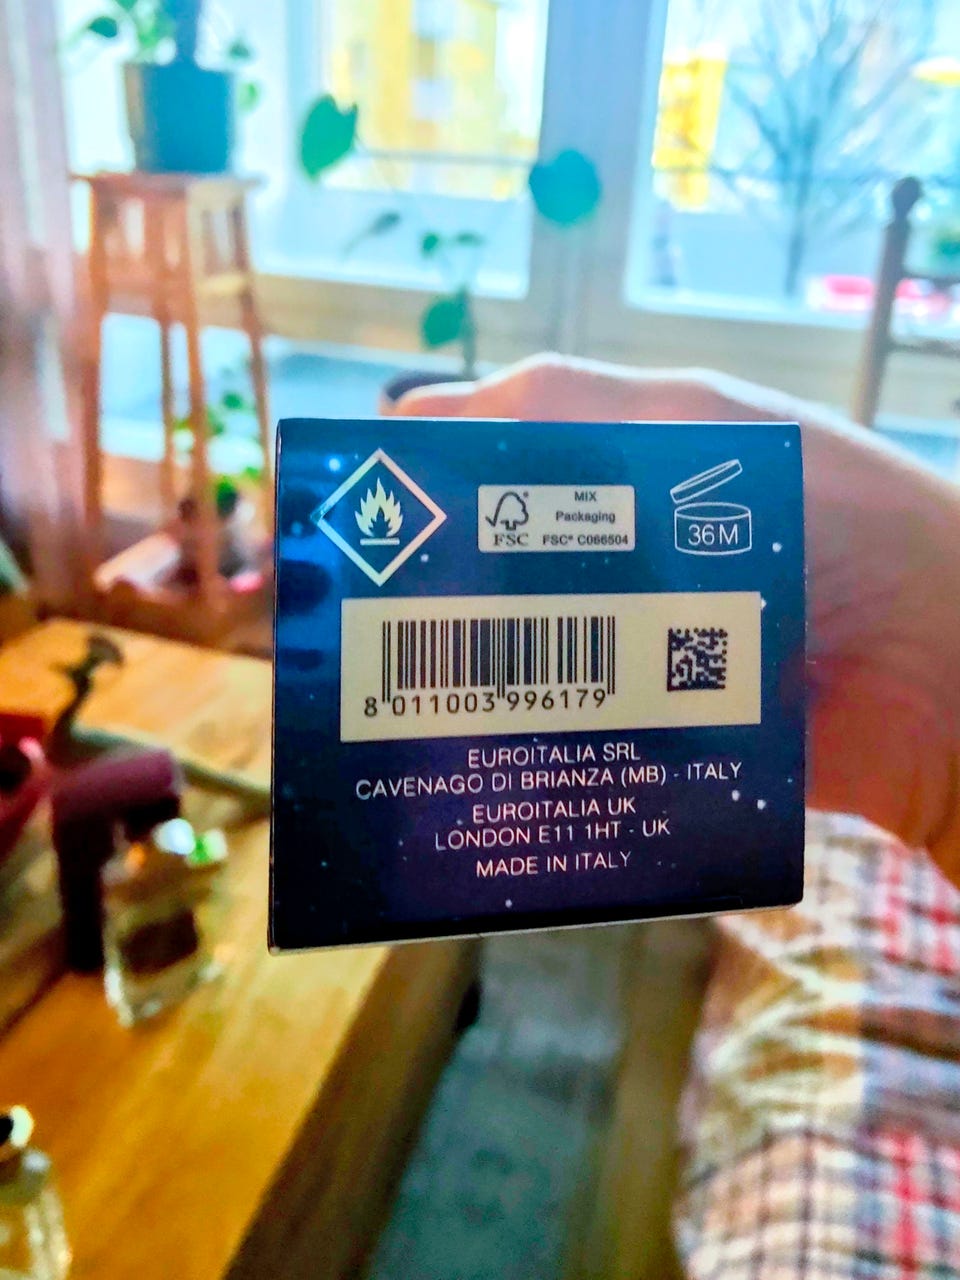 MIX
Packaging
FSC® C066504
FSC
36M
8 011003 996179
EUROITALIA SRL
CAVENAGO DI BRIANZA (MB) - ITALY
EUROITALIA UK
LONDON E11 1HT - UK
MADE IN ITALY